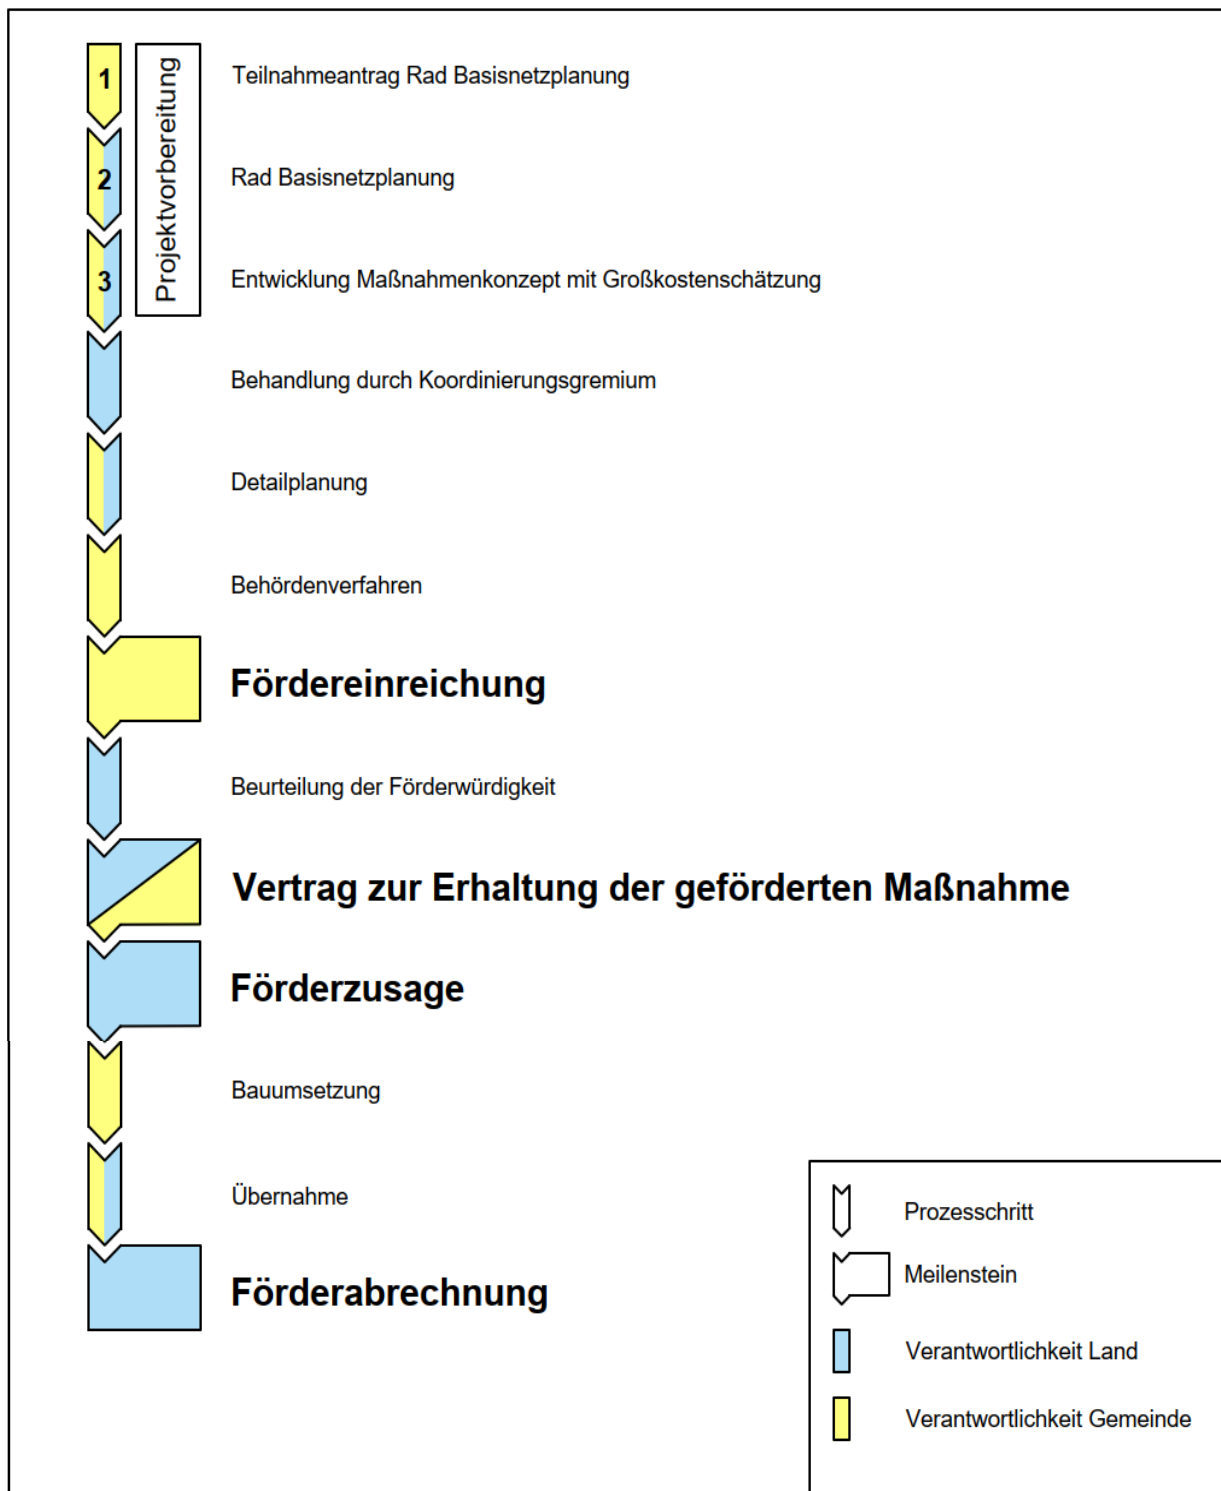 1
Projektvorbereitung
Teilnahmeantrag Rad Basisnetzplanung
2
Rad Basisnetzplanung
3
Entwicklung Maßnahmenkonzept mit Großkostenschätzung
Behandlung durch Koordinierungsgremium
Detailplanung
Behördenverfahren
Fördereinreichung
Beurteilung der Förderwürdigkeit
Vertrag zur Erhaltung der geförderten Maßnahme
Förderzusage
Bauumsetzung
Übernahme
Förderabrechnung
Prozesschritt
Meilenstein
Verantwortlichkeit Land
Verantwortlichkeit Gemeinde